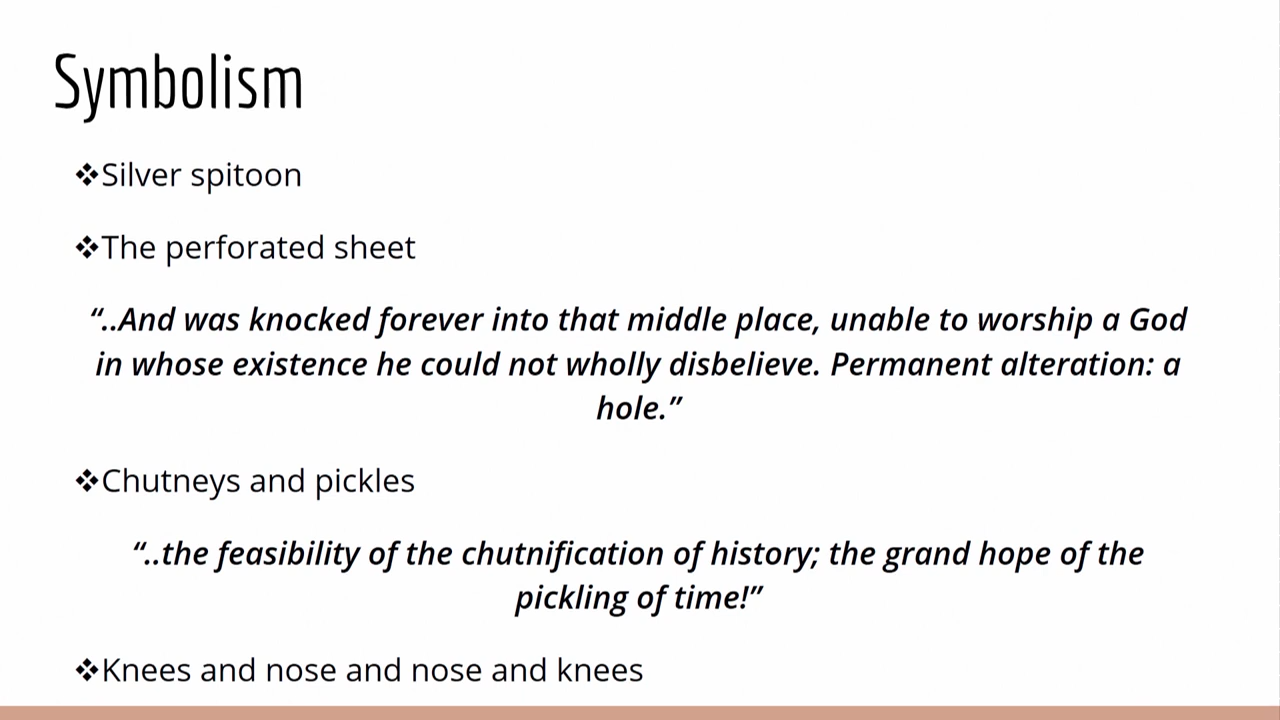 Symbolism
❖Silver spitoon
❖The perforated sheet
“..And was knocked forever into that middle place, unable to worship a God
in whose existence he could not wholly disbelieve. Permanent alteration: a
hole.”
❖Chutneys and pickles
“..the feasibility of the chutnification of history; the grand hope of the
pickling of time!”
❖Knees and nose and nose and knees